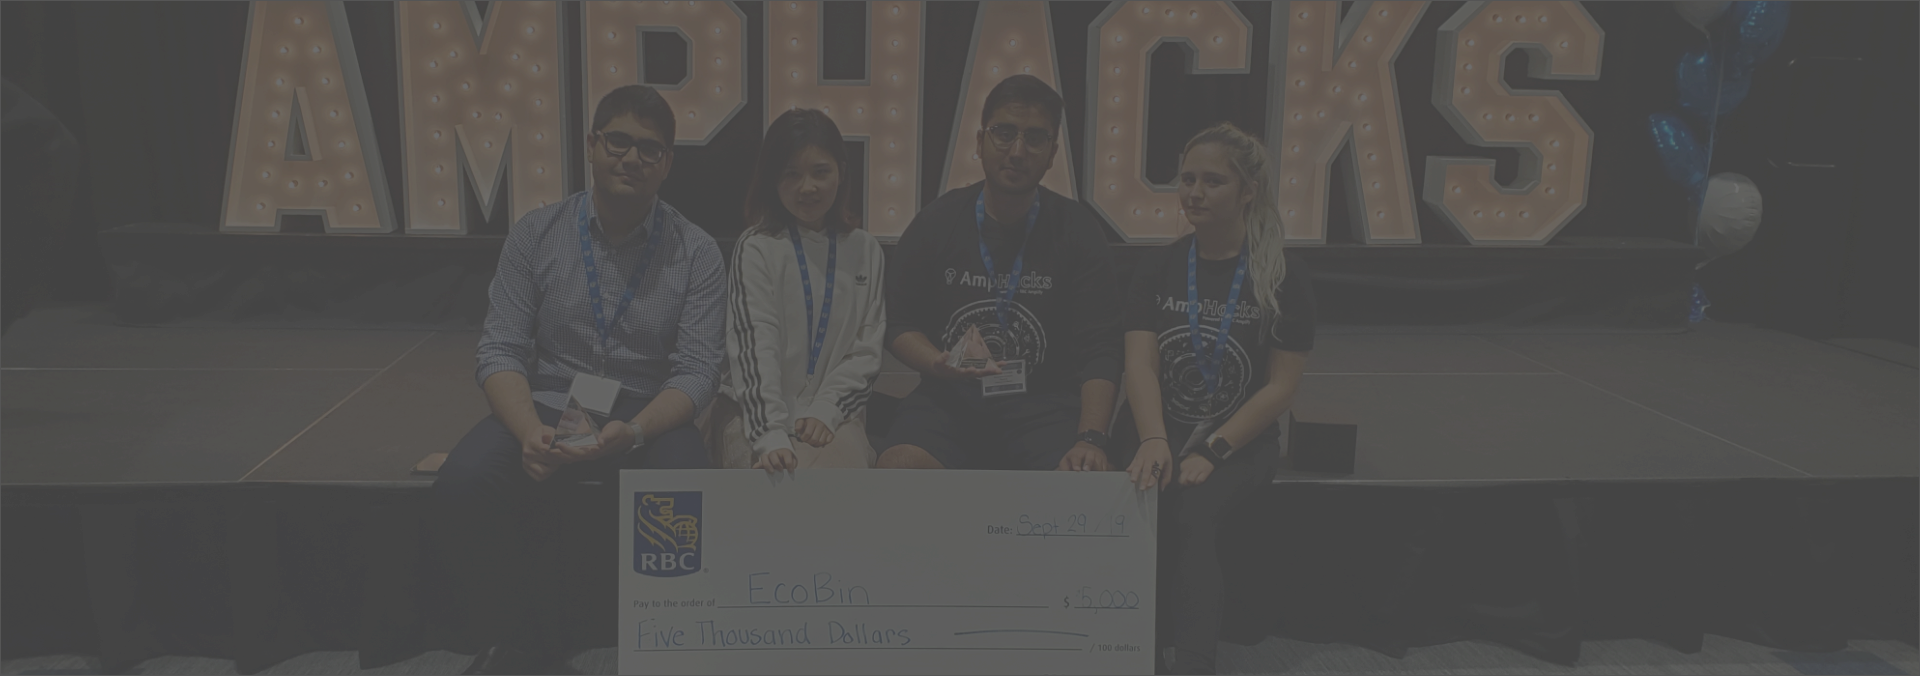 AMPHACKS
AmpHacks
AmpHacks
RBC
Date: Sept 29/19
Pay to the order of EcoBin $ 5,000
Five Thousand Dollars / 100 dollars